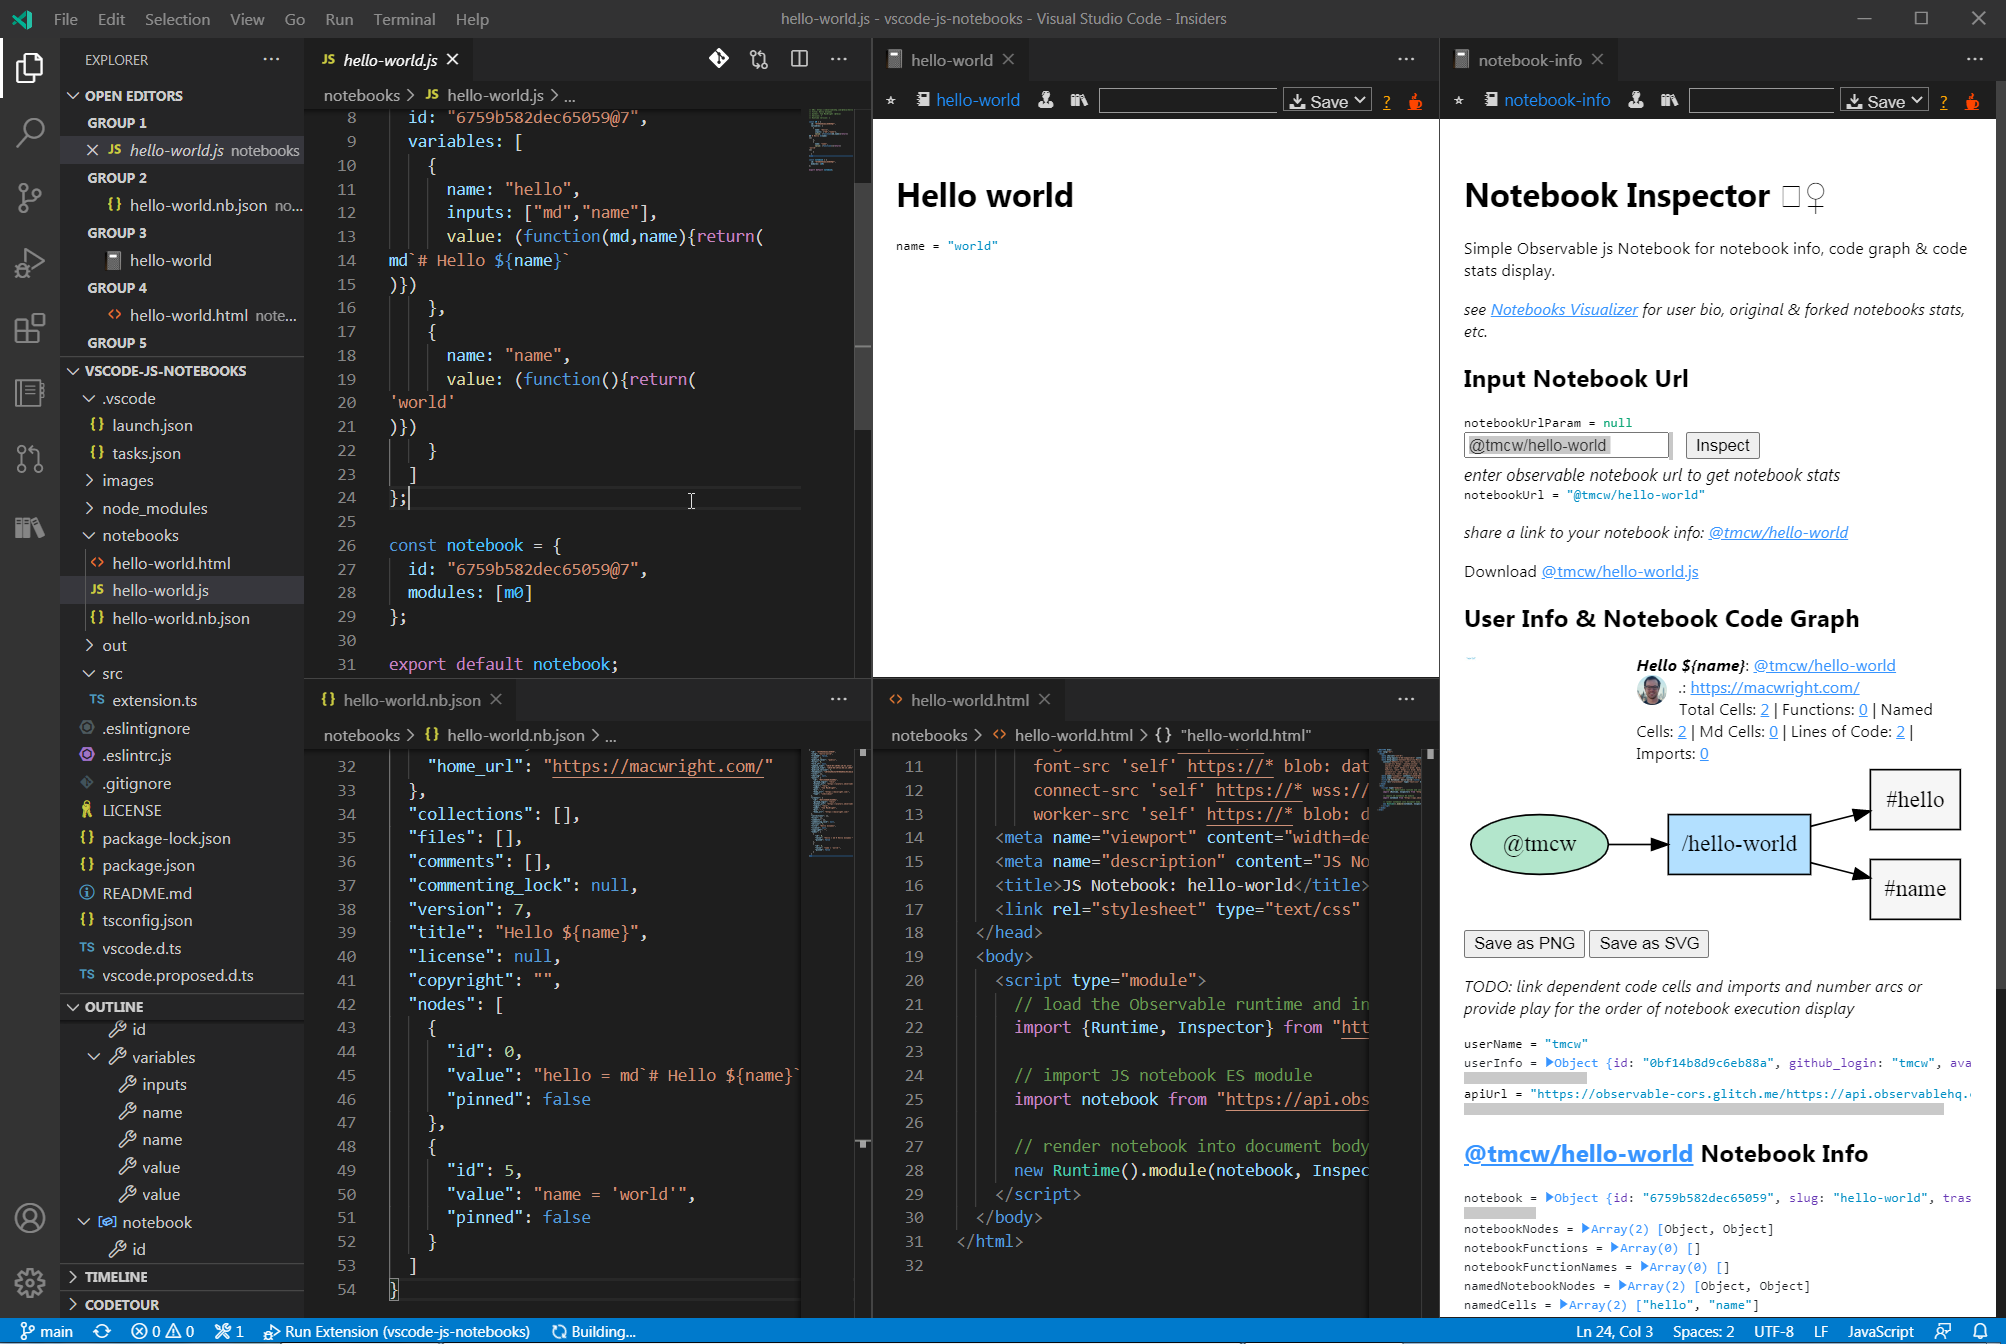 File Edit Selection View Go Run Terminal Help
hello-world.js - vscode-js-notebooks - Visual Studio Code - Insiders
EXPLORER
OPEN EDITORS
GROUP 1
JS hello-world.js notebooks
GROUP 2
{} hello-world.nb.json no...
GROUP 3
hello-world
GROUP 4
<> hello-world.html note...
GROUP 5
VSCODE-JS-NOTEBOOKS
.vscode
{} launch.json
{} tasks.json
images
node_modules
notebooks
<> hello-world.html
JS hello-world.js
{} hello-world.nb.json
out
src
TS extension.ts
.eslintignore
.eslintrc.js
.gitignore
LICENSE
{} package-lock.json
{} package.json
README.md
{} tsconfig.json
TS vscode.d.ts
TS vscode.proposed.d.ts
OUTLINE
id
variables
inputs
name
name
value
value
notebook
id
TIMELINE
CODETOUR
JS hello-world.js
notebooks > JS hello-world.js > ...
8 id: "6759b582dec65059@7",
9 variables: [
10 {
11 name: "hello",
12 inputs: ["md","name"],
13 value: (function(md,name){return(
14 md`# Hello ${name}`
15 )})
16 },
17 {
18 name: "name",
19 value: (function(){return(
20 'world'
21 )})
22 }
23 ]
24 };
25
26 const notebook = {
27 id: "6759b582dec65059@7",
28 modules: [m0]
29 };
30
31 export default notebook;
{} hello-world.nb.json
notebooks > {} hello-world.nb.json > ...
32 "home_url": "https://macwright.com/"
33 },
34 "collections": [],
35 "files": [],
36 "comments": [],
37 "commenting_lock": null,
38 "version": 7,
39 "title": "Hello ${name}",
40 "license": null,
41 "copyright": "",
42 "nodes": [
43 {
44 "id": 0,
45 "value": "hello = md`# Hello ${name}`
46 "pinned": false
47 },
48 {
49 "id": 5,
50 "value": "name = 'world'",
51 "pinned": false
52 }
53 ]
54 }
hello-world
hello-world Save ?
Hello world
name = "world"
<> hello-world.html
notebooks > <> hello-world.html > {} "hello-world.html"
11 font-src 'self' https://* blob: dat
12 connect-src 'self' https://* wss://
13 worker-src 'self' https://* blob: d
14 <meta name="viewport" content="width=de
15 <meta name="description" content="JS No
16 <title>JS Notebook: hello-world</title>
17 <link rel="stylesheet" type="text/css"
18 </head>
19 <body>
20 <script type="module">
21 // load the Observable runtime and in
22 import {Runtime, Inspector} from "htt
23
24 // import JS notebook ES module
25 import notebook from "https://api.obs
26
27 // render notebook into document body
28 new Runtime().module(notebook, Inspec
29 </script>
30 </body>
31 </html>
32
notebook-info
notebook-info Save ?
Notebook Inspector ♀
Simple Observable js Notebook for notebook info, code graph & code
stats display.
see Notebooks Visualizer for user bio, original & forked notebooks stats,
etc.
Input Notebook Url
notebookUrlParam = null
@tmcw/hello-world Inspect
enter observable notebook url to get notebook stats
notebookUrl = "@tmcw/hello-world"
share a link to your notebook info: @tmcw/hello-world
Download @tmcw/hello-world.js
User Info & Notebook Code Graph
Hello ${name}: @tmcw/hello-world
.: https://macwright.com/
Total Cells: 2 | Functions: 0 | Named
Cells: 2 | Md Cells: 0 | Lines of Code: 2 |
Imports: 0
@tmcw
/hello-world
#hello
#name
Save as PNG Save as SVG
TODO: link dependent code cells and imports and number arcs or
provide play for the order of notebook execution display
userName = "tmcw"
userInfo = Object {id: "0bf14b8d9c6eb88a", github_login: "tmcw", ava
apiUrl = "https://observable-cors.glitch.me/https://api.observablehq.
@tmcw/hello-world Notebook Info
notebook = Object {id: "6759b582dec65059", slug: "hello-world", tras
notebookNodes = Array(2) [Object, Object]
notebookFunctions = Array(0) []
notebookFunctionNames = Array(0) []
namedNotebookNodes = Array(2) [Object, Object]
namedCells = Array(2) ["hello", "name"]
main 0 0 1 Run Extension (vscode-js-notebooks) Building...
Ln 24, Col 3 Spaces: 2 UTF-8 LF JavaScript